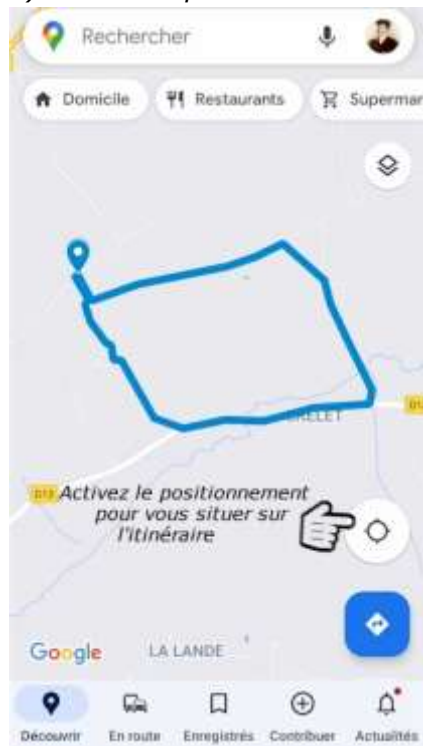 Rechercher
Domicile
Restaurants
Supermar
D13
Activez le positionnement
pour vous situer sur
l'itinéraire
Google
LA LANDE
Découvrir
En route
Enregistrés
Contribuer
Actualités